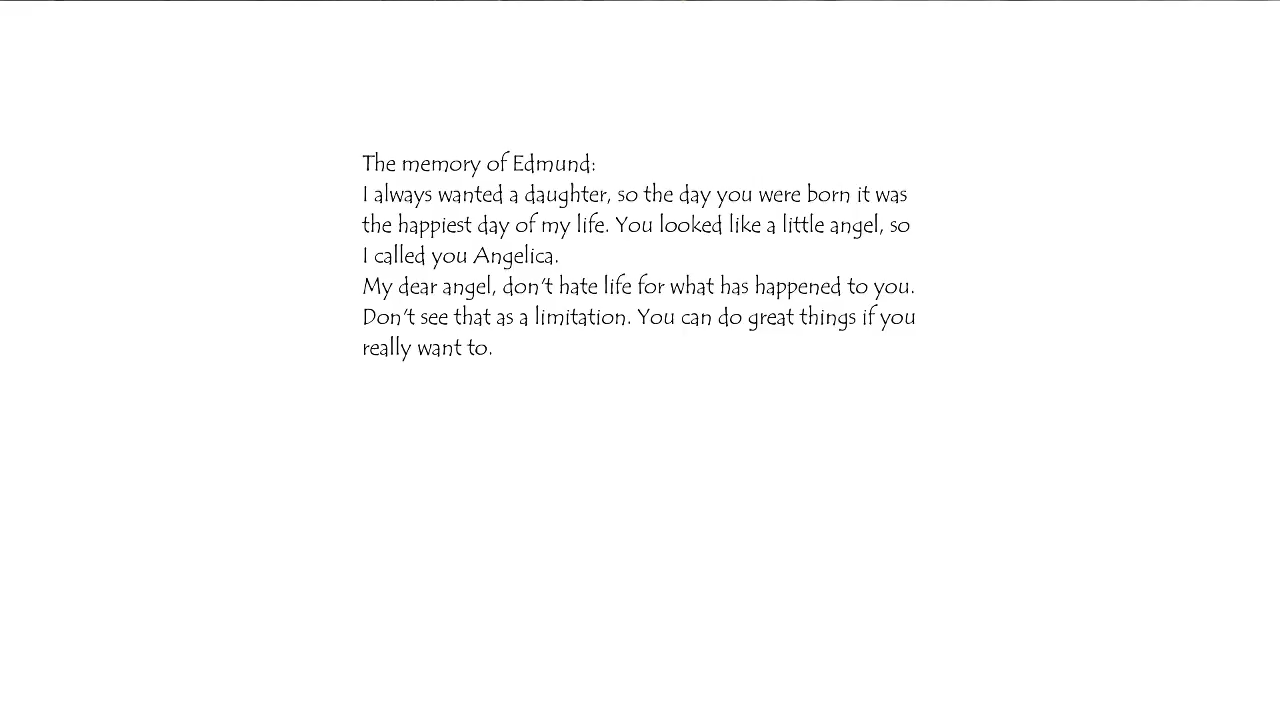 The memory of Edmund:
I always wanted a daughter, so the day you were born it was
the happiest day of my life. You looked like a little angel, so
I called you Angelica.
My dear angel, don't hate life for what has happened to you.
Don't see that as a limitation. You can do great things if you
really want to.